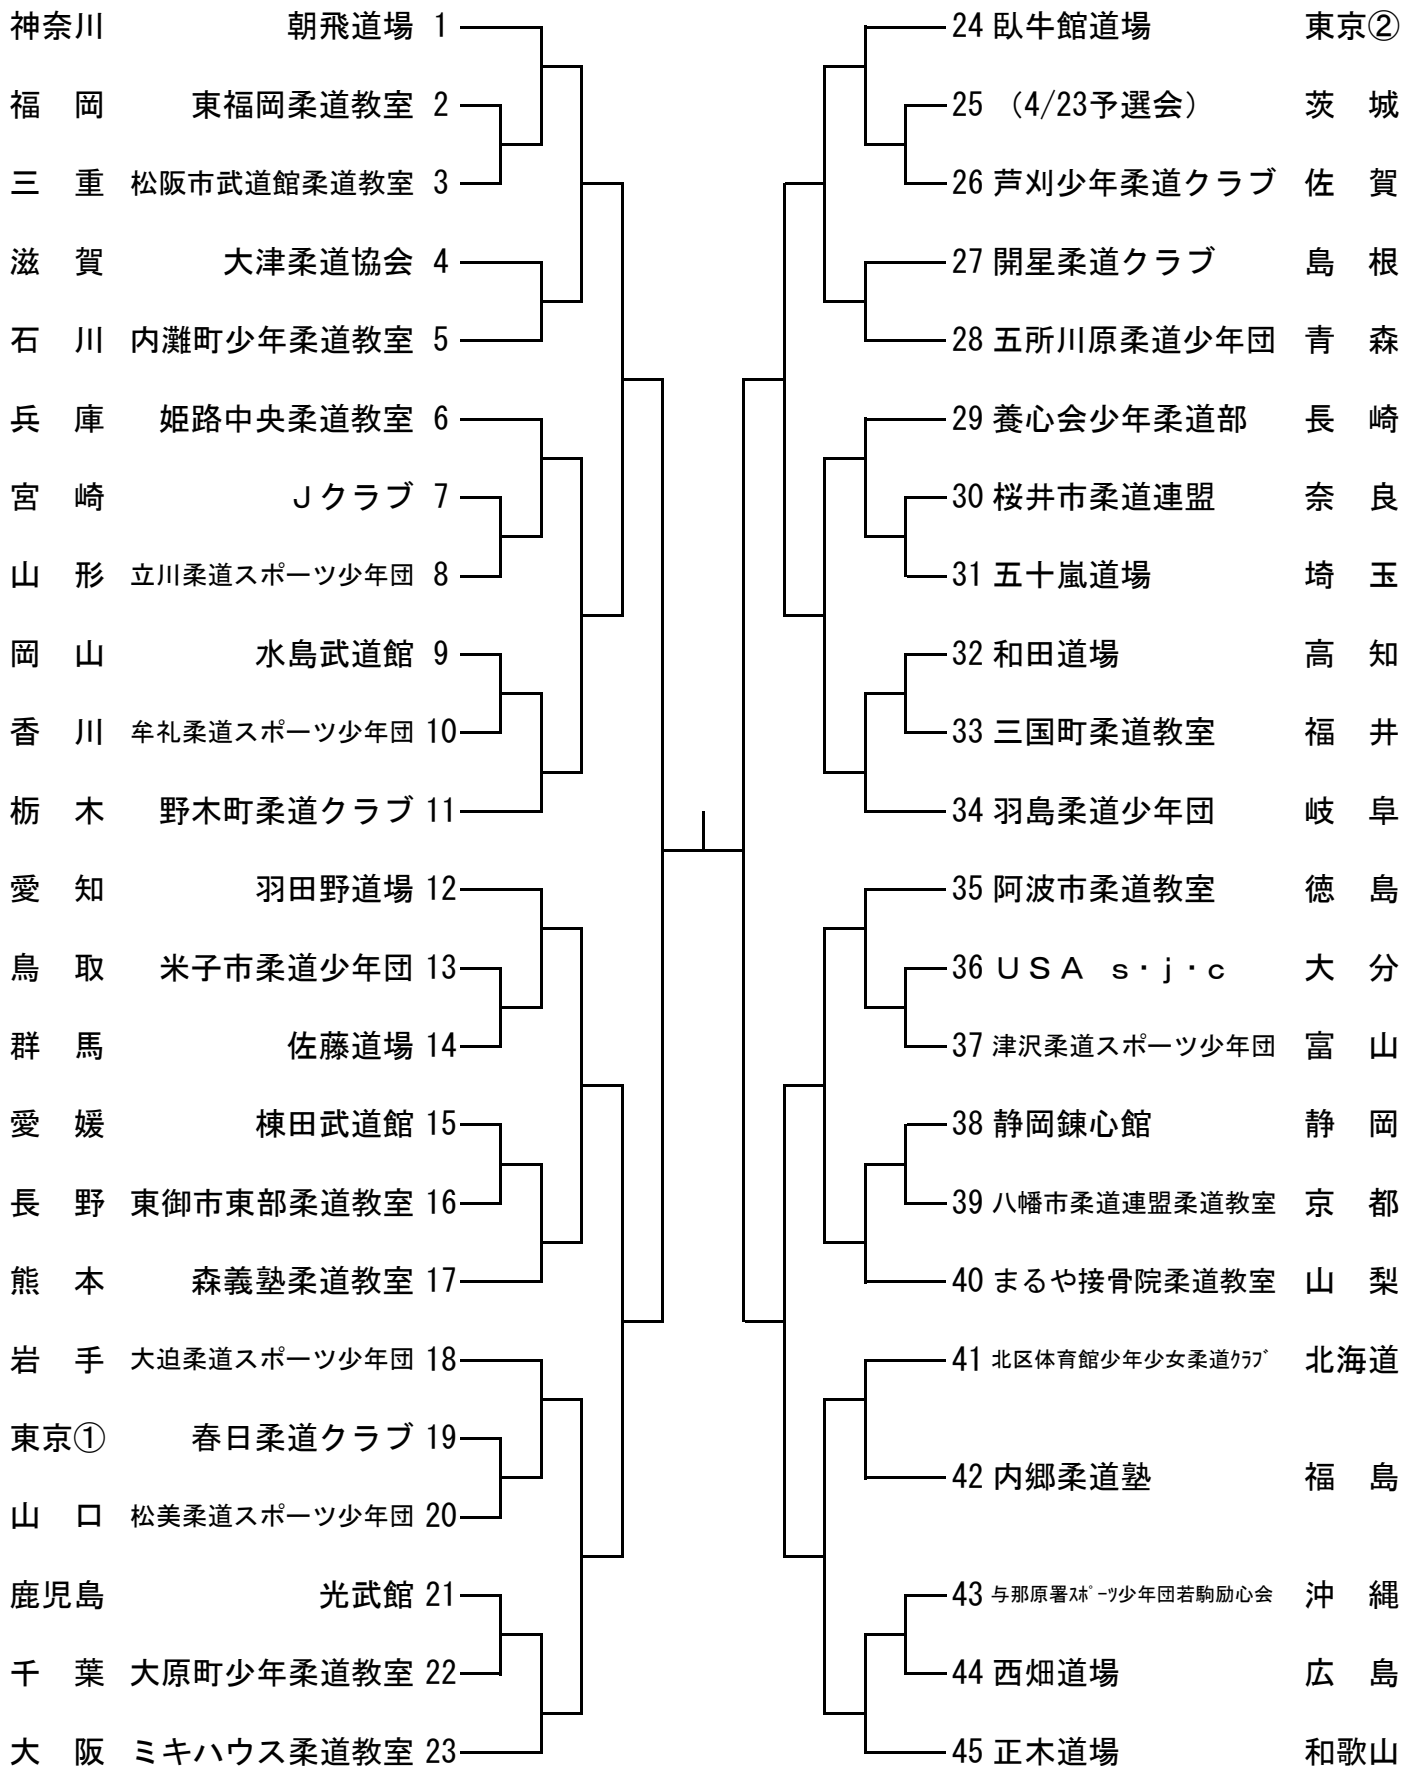 神奈川 朝飛道場 1
福 岡 東福岡柔道教室 2
三 重 松阪市武道館柔道教室 3
滋 賀 大津柔道協会 4
石 川 内灘町少年柔道教室 5
兵 庫 姫路中央柔道教室 6
宮 崎 Jクラブ 7
山 形 立川柔道スポーツ少年団 8
岡 山 水島武道館 9
香 川 牟礼柔道スポーツ少年団 10
栃 木 野木町柔道クラブ 11
愛 知 羽田野道場 12
鳥 取 米子市柔道少年団 13
群 馬 佐藤道場 14
愛 媛 棟田武道館 15
長 野 東御市東部柔道教室 16
熊 本 森義塾柔道教室 17
岩 手 大迫柔道スポーツ少年団 18
東京① 春日柔道クラブ 19
山 口 松美柔道スポーツ少年団 20
鹿児島 光武館 21
千 葉 大原町少年柔道教室 22
大 阪 ミキハウス柔道教室 23
24 臥牛館道場 東京②
25 (4/23予選会) 茨 城
26 芦刈少年柔道クラブ 佐 賀
27 開星柔道クラブ 島 根
28 五所川原柔道少年団 青 森
29 養心会少年柔道部 長 崎
30 桜井市柔道連盟 奈 良
31 五十嵐道場 埼 玉
32 和田道場 高 知
33 三国町柔道教室 福 井
34 羽島柔道少年団 岐 阜
35 阿波市柔道教室 徳 島
36 USA s・j・c 大 分
37 津沢柔道スポーツ少年団 富 山
38 静岡錬心館 静 岡
39 八幡市柔道連盟柔道教室 京 都
40 まるや接骨院柔道教室 山 梨
41 北区体育館少年少女柔道ｸﾗﾌﾞ 北海道
42 内郷柔道塾 福 島
43 与那原署ｽﾎﾟｰﾂ少年団若駒励心会 沖 縄
44 西畑道場 広 島
45 正木道場 和歌山